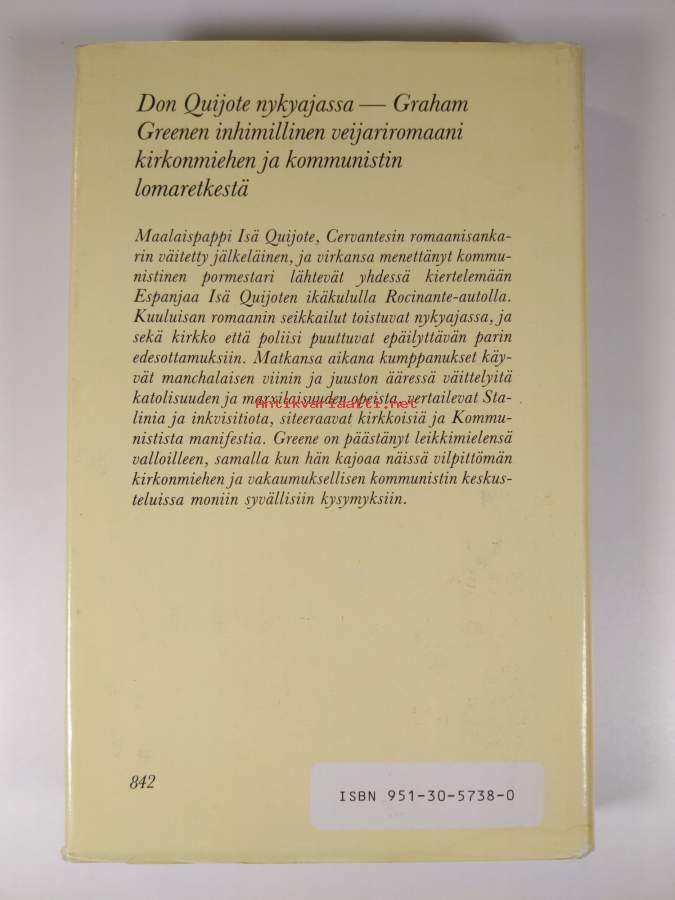 Don Quijote nykyajassa — Graham
Greenen inhimillinen veijariromaani
kirkonmiehen ja kommunistin
lomaretkestä
Maalaispappi Isä Quijote, Cervantesin romaanisanka-
rin väitetty jälkeläinen, ja virkansa menettänyt kommu-
nistinen pormestari lähtevät yhdessä kiertelemään
Espanjaa Isä Quijoten ikäkululla Rocinante-autolla.
Kuuluisan romaanin seikkailut toistuvat nykyajassa, ja
sekä kirkko että poliisi puuttuvat epäilyttävän parin
edesottamuksiin. Matkansa aikana kumppanukset käy-
vät manchalaisen viinin ja juuston ääressä väittelyitä
katolisuuden ja marxilaisuuden opeista, vertailevat Sta-
Antikvariaatti.net
linia ja inkvisitiota, siteeraavat kirkkoisiä ja Kommu-
nistista manifestia. Greene on päästänyt leikkimielensä
valloilleen, samalla kun hän kajoaa näissä vilpittömän
kirkonmiehen ja vakaumuksellisen kommunistin keskus-
teluissa moniin syvällisiin kysymyksiin.
842
ISBN 951-30-5738-0